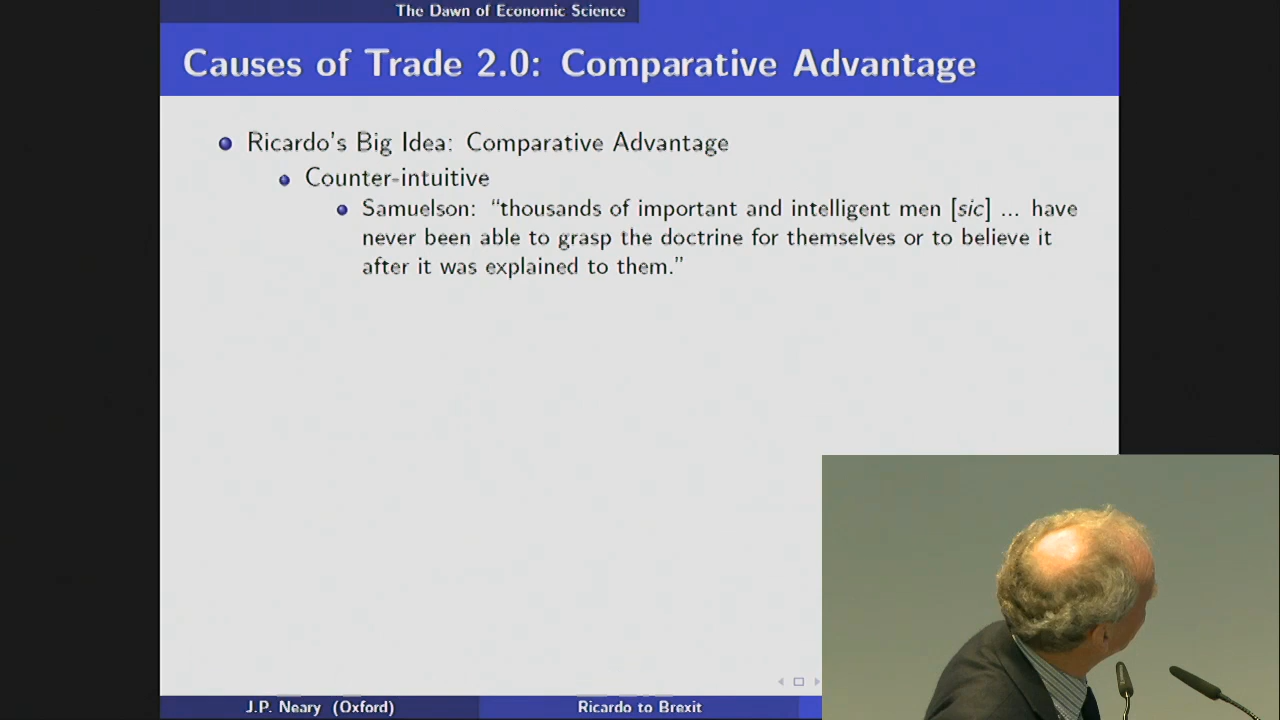 The Dawn of Economic Science
Causes of Trade 2.0: Comparative Advantage
Ricardo's Big Idea: Comparative Advantage
Counter-intuitive
Samuelson: “thousands of important and intelligent men [sic] ... have
never been able to grasp the doctrine for themselves or to believe it
after it was explained to them.”
J.P. Neary (Oxford)
Ricardo to Brexit